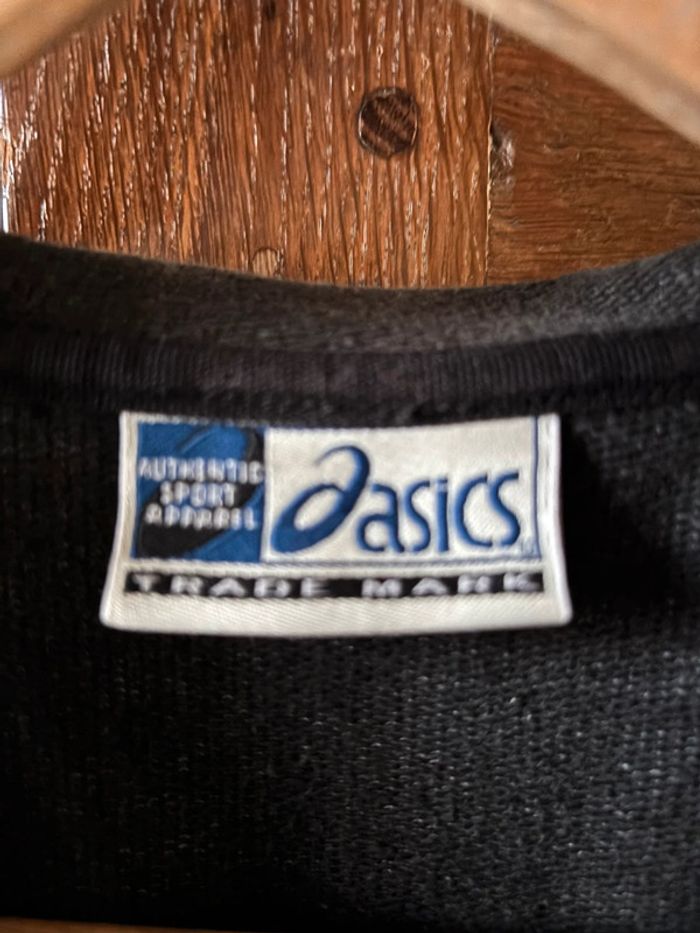 AUTHENTIC
SPORT
APPAREL
asics
TRADE MARK